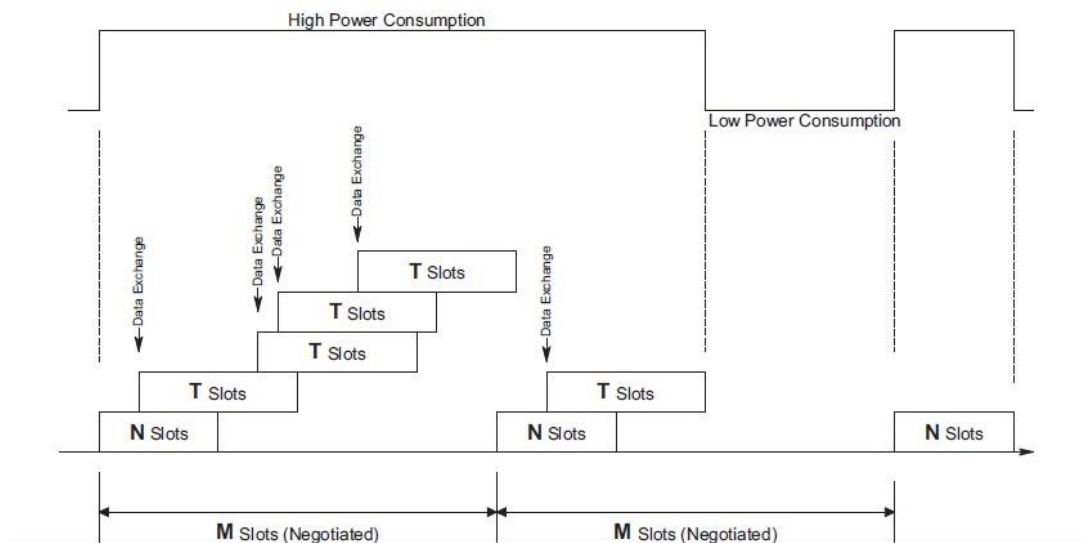 High Power Consumption
Low Power Consumption
Data Exchange
Data Exchange
Data Exchange
Data Exchange
Data Exchange
T Slots
T Slots
T Slots
T Slots
T Slots
N Slots
N Slots
N Slots
M Slots (Negotiated)
M Slots (Negotiated)